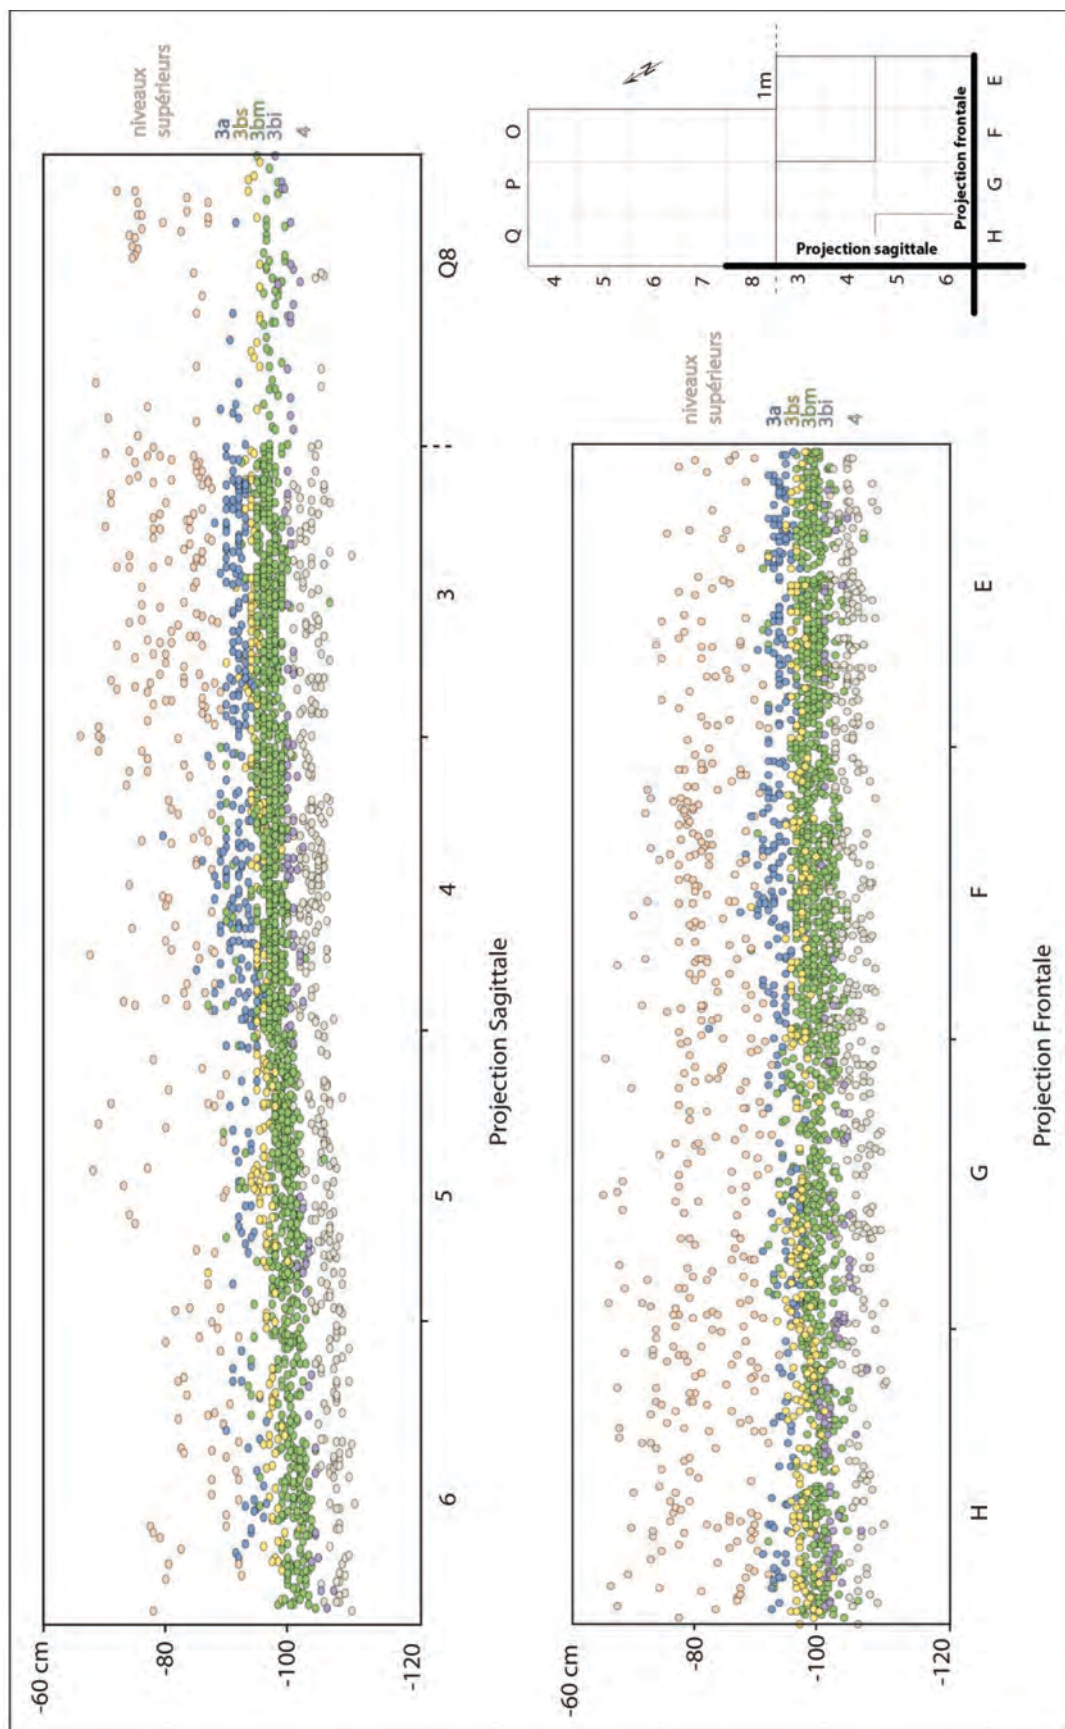 niveaux
supérieurs
3a
3bs
3bm
3bi
4
-60 cm
-80
-100
-120
6
5
4
3
Q8
Projection Sagittale
niveaux
supérieurs
3a
3bs
3bm
3bi
4
-60 cm
-80
-100
-120
H
G
F
E
Projection Frontale
N
1m
Q
P
O
4
5
6
7
8
3
4
5
6
Projection sagittale
Projection frontale
H
G
F
E